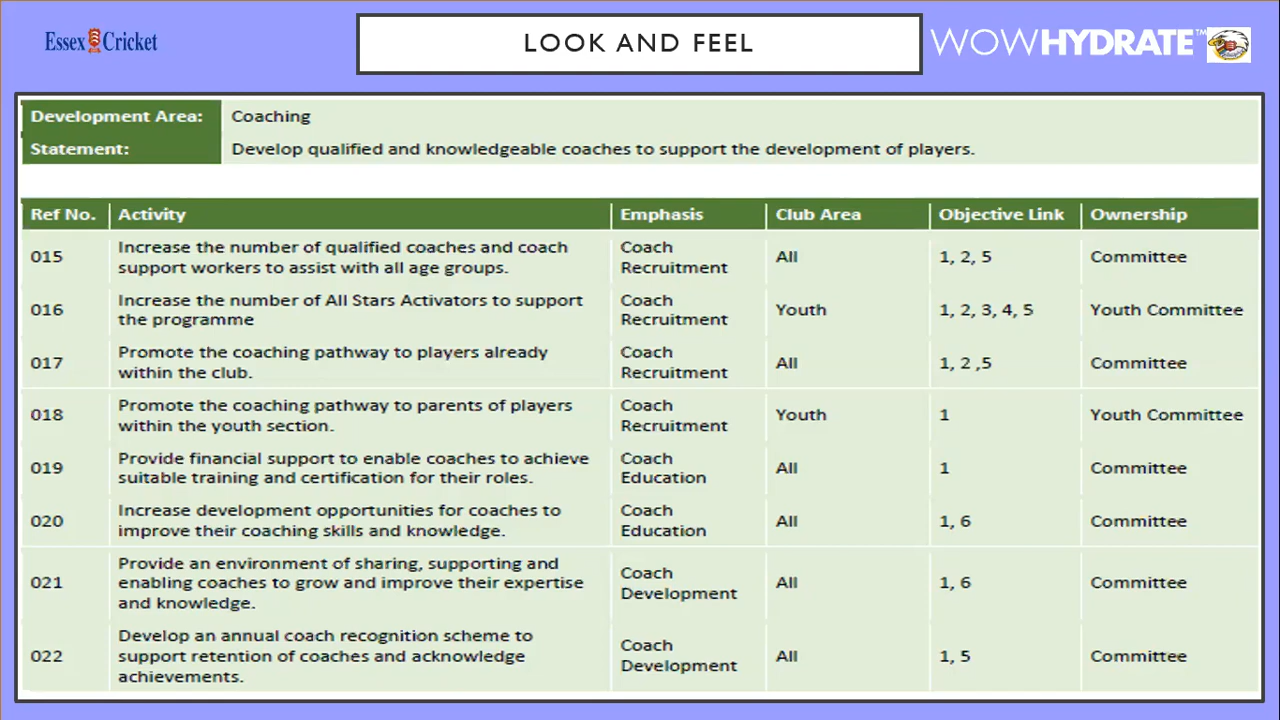 Essex Cricket
LOOK AND FEEL
WOWHYDRATE™
Development Area: Coaching
Statement: Develop qualified and knowledgeable coaches to support the development of players.
Ref No. Activity Emphasis Club Area Objective Link Ownership
015 Increase the number of qualified coaches and coach support workers to assist with all age groups. Coach Recruitment All 1, 2, 5 Committee
016 Increase the number of All Stars Activators to support the programme Coach Recruitment Youth 1, 2, 3, 4, 5 Youth Committee
017 Promote the coaching pathway to players already within the club. Coach Recruitment All 1, 2 ,5 Committee
018 Promote the coaching pathway to parents of players within the youth section. Coach Recruitment Youth 1 Youth Committee
019 Provide financial support to enable coaches to achieve suitable training and certification for their roles. Coach Education All 1 Committee
020 Increase development opportunities for coaches to improve their coaching skills and knowledge. Coach Education All 1, 6 Committee
021 Provide an environment of sharing, supporting and enabling coaches to grow and improve their expertise and knowledge. Coach Development All 1, 6 Committee
022 Develop an annual coach recognition scheme to support retention of coaches and acknowledge achievements. Coach Development All 1, 5 Committee